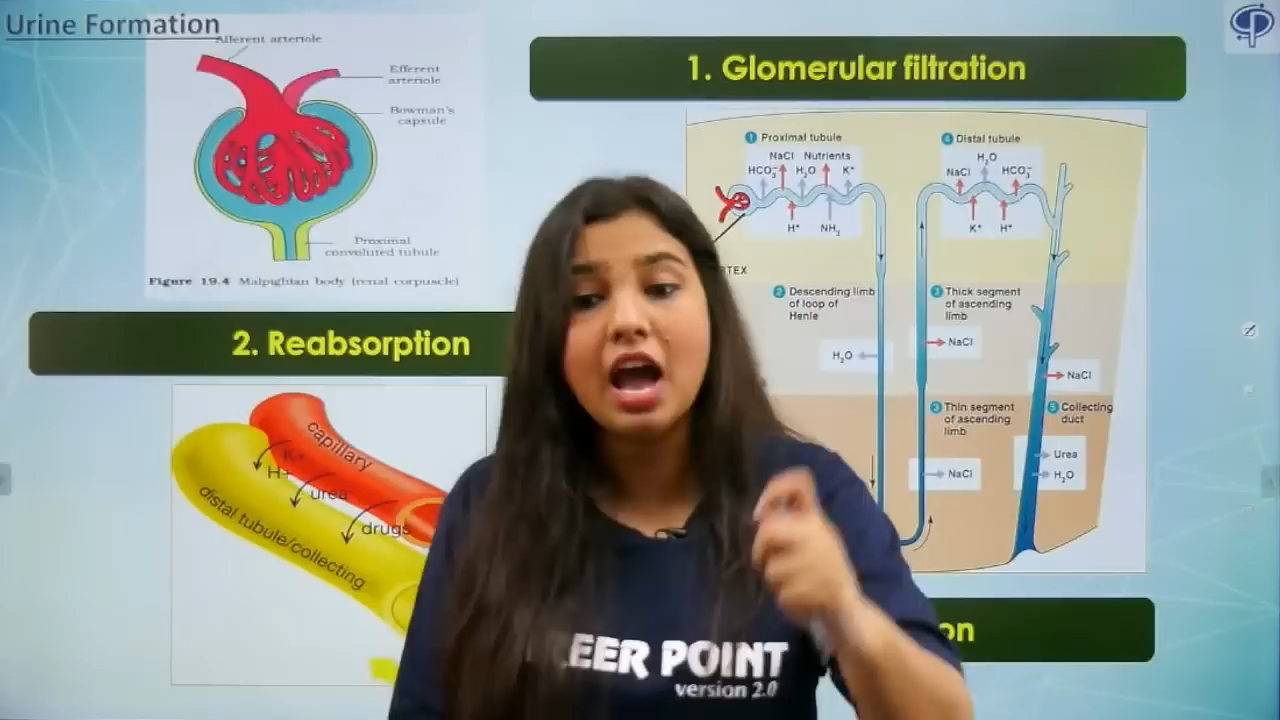 Urine Formation
Afferent arteriole
Efferent
arteriole
Bowman's
capsule
Proximal
convoluted tubule
Figure 19.4 Malpighian body (renal corpuscle)
1. Glomerular filtration
1 Proximal tubule
NaCl Nutrients
HCO₃⁻ H₂O K⁺
H⁺ NH₃
4 Distal tubule
H₂O
NaCl HCO₃⁻
K⁺ H⁺
2 Descending limb
of loop of
Henle
H₂O
3 Thick segment
of ascending
limb
NaCl
NaCl
3 Thin segment
of ascending
limb
NaCl
5 Collecting
duct
Urea
H₂O
2. Reabsorption
capillary
K+
H+
urea
drugs
distal tubule/collecting
EER POINT
version 2.0